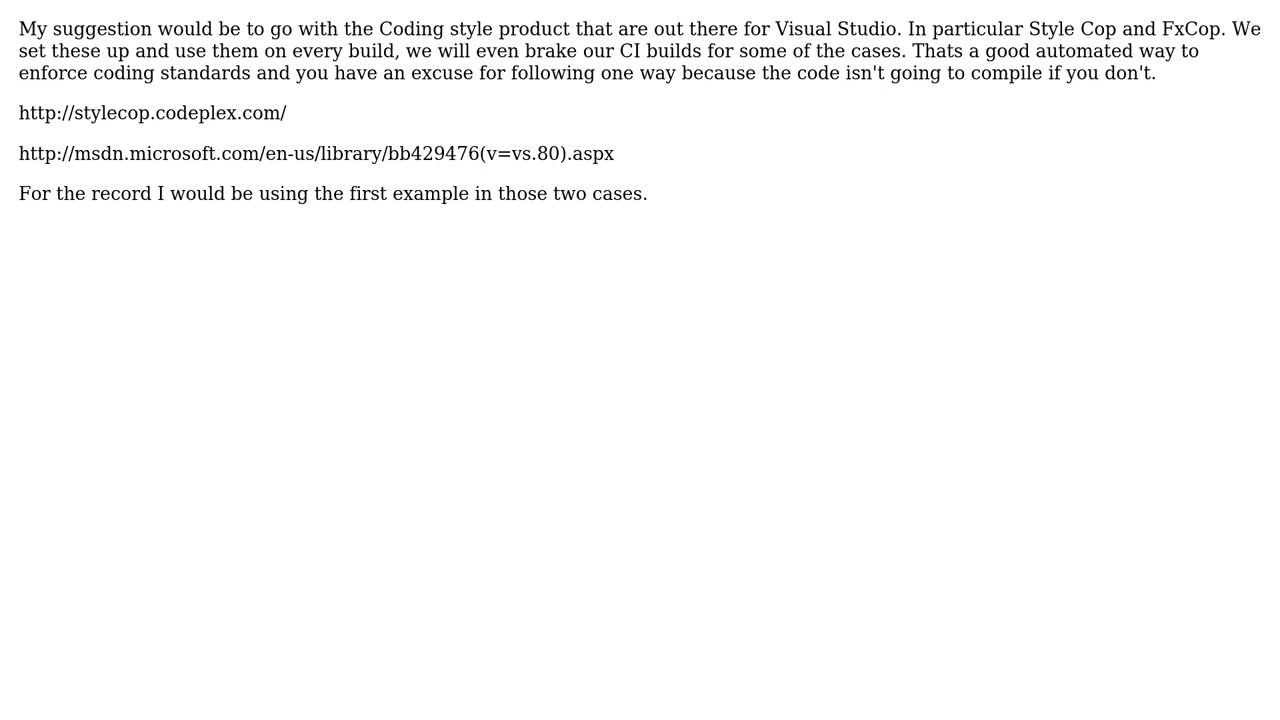 My suggestion would be to go with the Coding style product that are out there for Visual Studio. In particular Style Cop and FxCop. We
set these up and use them on every build, we will even brake our CI builds for some of the cases. Thats a good automated way to
enforce coding standards and you have an excuse for following one way because the code isn't going to compile if you don't.
http://stylecop.codeplex.com/
http://msdn.microsoft.com/en-us/library/bb429476(v=vs.80).aspx
For the record I would be using the first example in those two cases.